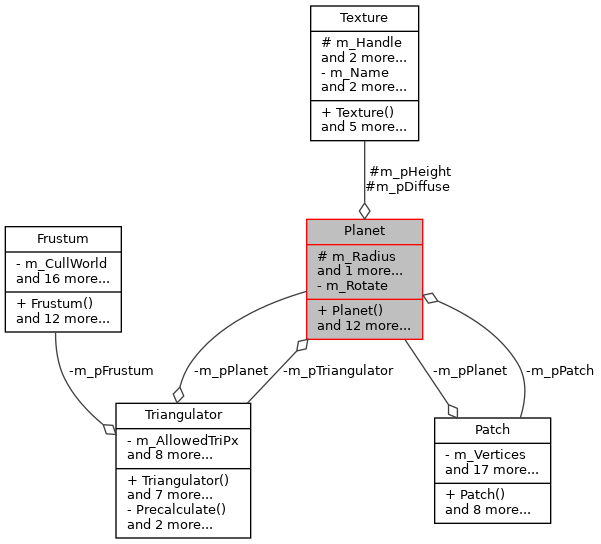 Texture
# m_Handle
and 2 more...
- m_Name
and 2 more...
+ Texture()
and 5 more...
#m_pHeight
#m_pDiffuse
Planet
# m_Radius
and 1 more...
- m_Rotate
+ Planet()
and 12 more...
Frustum
- m_CullWorld
and 16 more...
+ Frustum()
and 12 more...
-m_pFrustum
-m_pPlanet
-m_pTriangulator
-m_pPlanet
-m_pPatch
Triangulator
- m_AllowedTriPx
and 8 more...
+ Triangulator()
and 7 more...
- Precalculate()
and 2 more...
Patch
- m_Vertices
and 17 more...
+ Patch()
and 8 more...